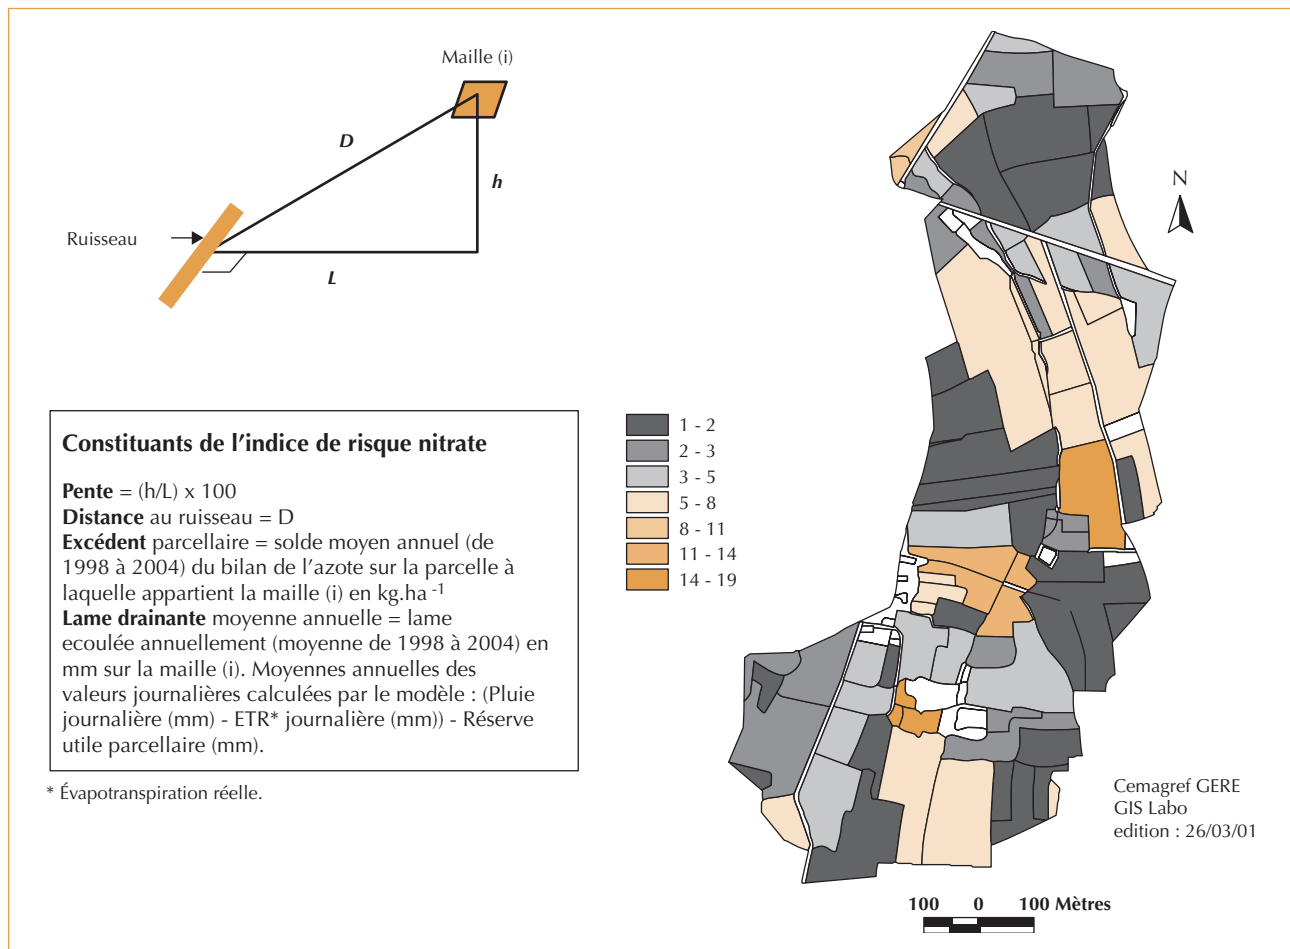 Maille (i)
D
h
Ruisseau
L
N
Constituants de l'indice de risque nitrate
Pente = (h/L) x 100
Distance au ruisseau = D
Excédent parcellaire = solde moyen annuel (de
1998 à 2004) du bilan de l'azote sur la parcelle à
laquelle appartient la maille (i) en kg.ha -1
Lame drainante moyenne annuelle = lame
ecoulée annuellement (moyenne de 1998 à 2004) en
mm sur la maille (i). Moyennes annuelles des
valeurs journalières calculées par le modèle : (Pluie
journalière (mm) - ETR* journalière (mm)) - Réserve
utile parcellaire (mm).
* Évapotranspiration réelle.
1 - 2
2 - 3
3 - 5
5 - 8
8 - 11
11 - 14
14 - 19
Cemagref GERE
GIS Labo
edition : 26/03/01
100 0 100 Mètres